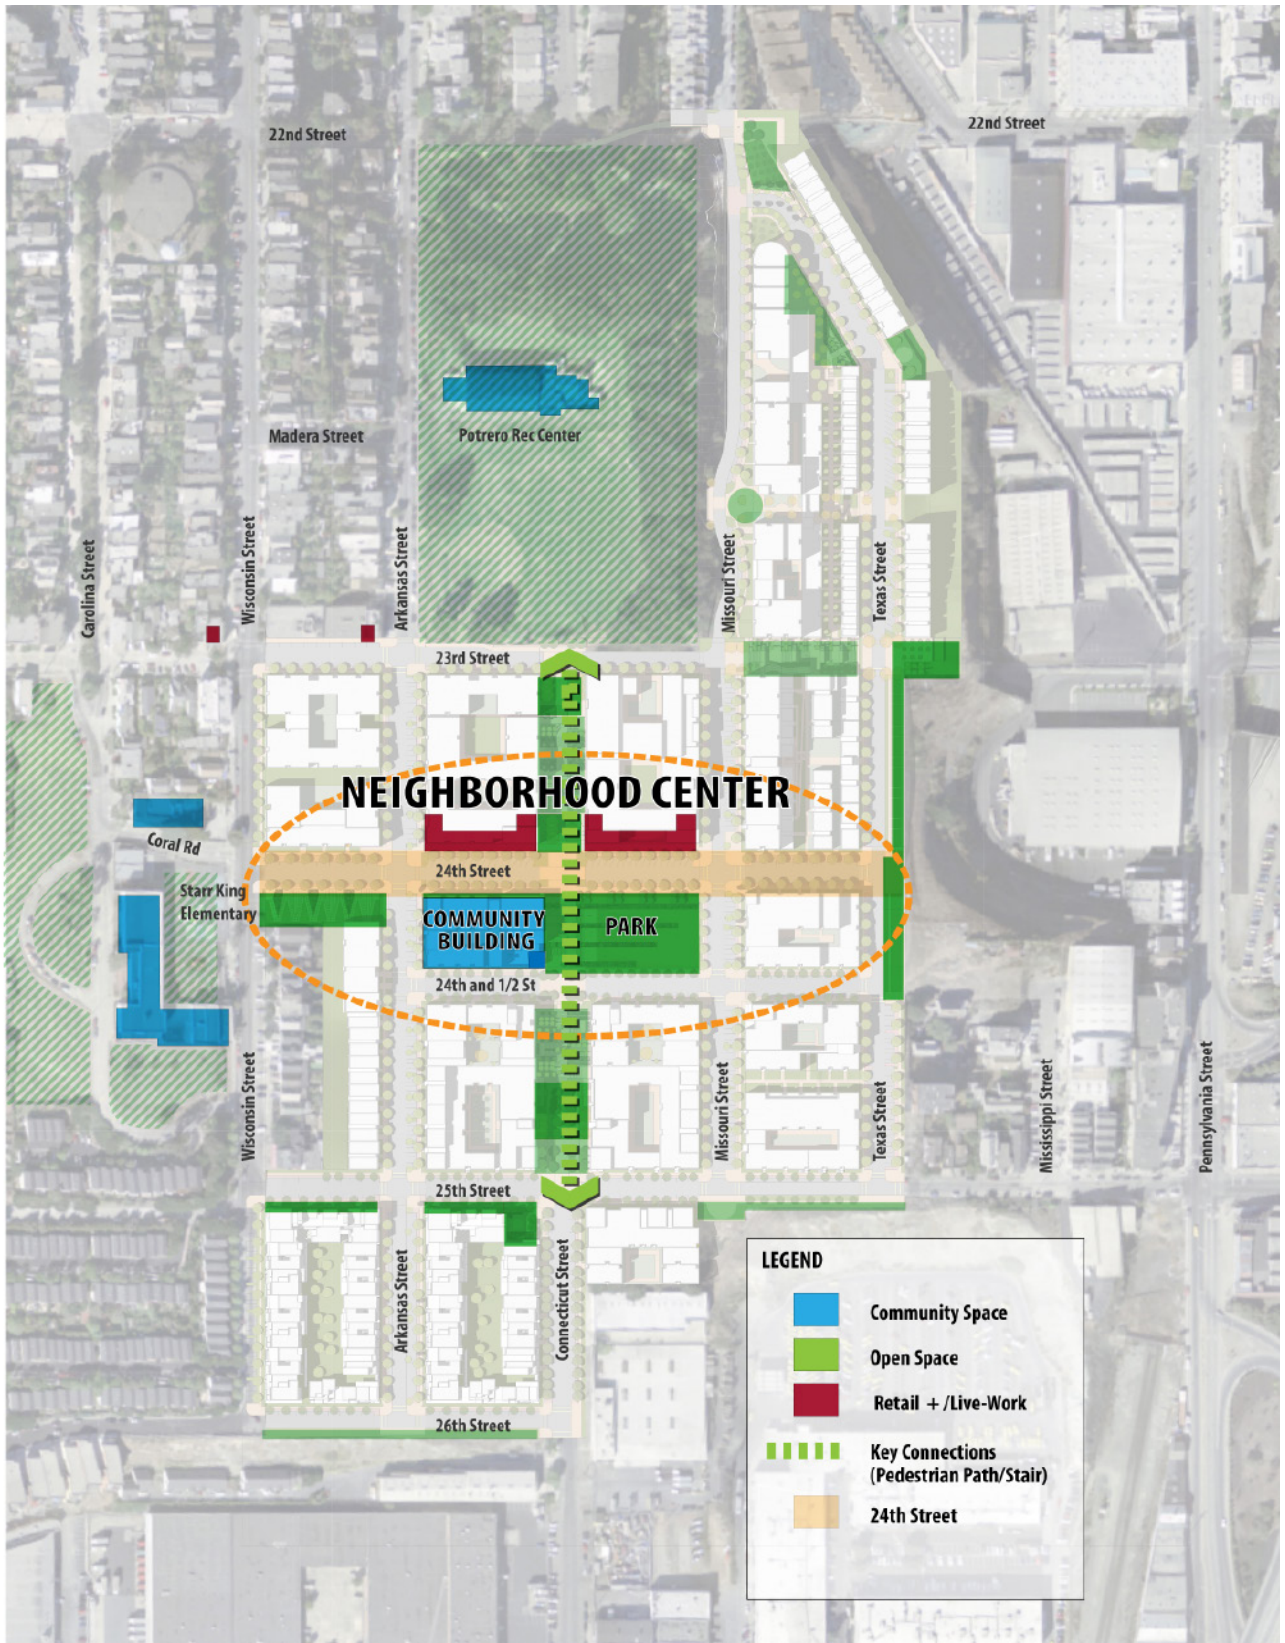 22nd Street
22nd Street
Madera Street
Potrero Rec Center
Carolina Street
Wisconsin Street
Arkansas Street
Missouri Street
Texas Street
23rd Street
NEIGHBORHOOD CENTER
Coral Rd
24th Street
Starr King
Elementary
COMMUNITY
BUILDING
PARK
24th and 1/2 St
Wisconsin Street
Missouri Street
Texas Street
Mississippi Street
Pennsylvania Street
25th Street
Arkansas Street
Connecticut Street
26th Street
LEGEND
Community Space
Open Space
Retail + /Live-Work
Key Connections
(Pedestrian Path/Stair)
24th Street